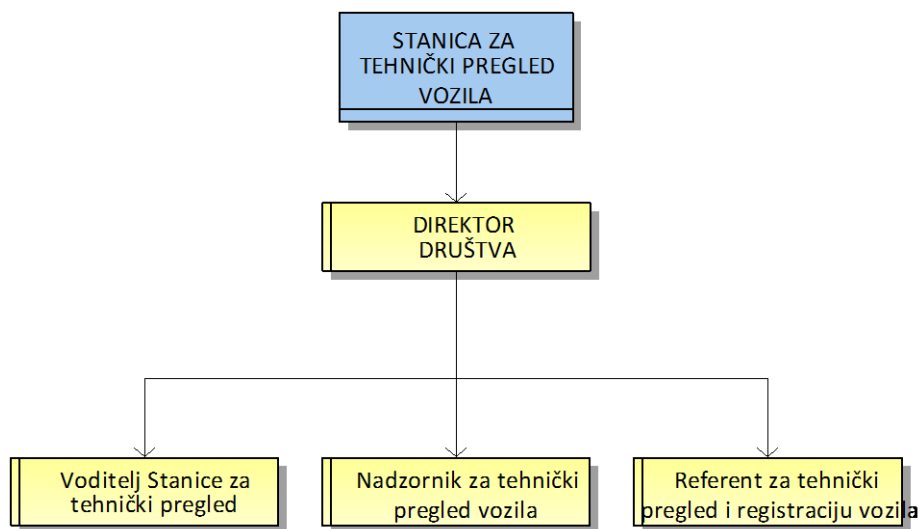 STANICA ZA
TEHNIČKI PREGLED
VOZILA
DIREKTOR
DRUŠTVA
Voditelj Stanice za
tehnički pregled
Nadzornik za tehnički
pregled vozila
Referent za tehnički
pregled i registraciju vozila